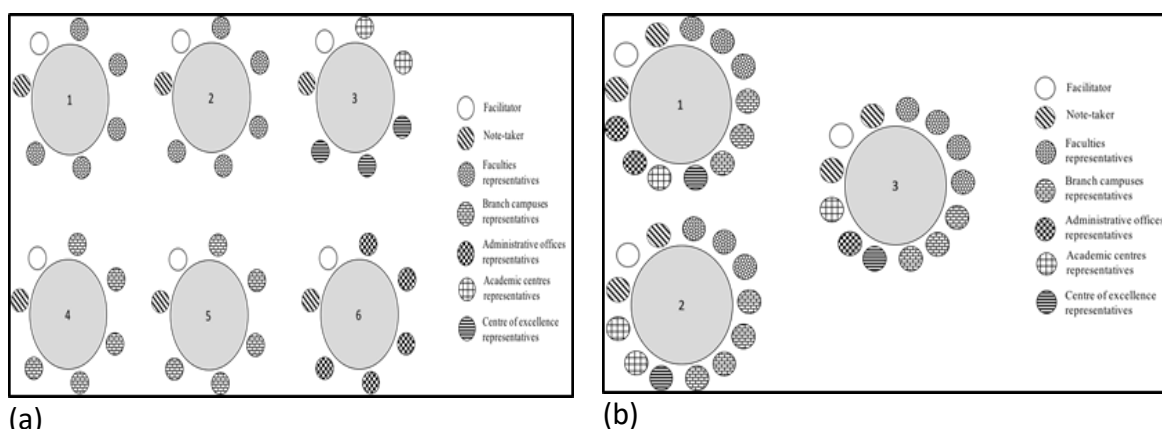 1
2
3
4
5
6
Facilitator
Note-taker
Faculties
representatives
Branch campuses
representatives
Administrative offices
representatives
Academic centres
representatives
Centre of excellence
representatives
(a)
1
2
3
Facilitator
Note-taker
Faculties
representatives
Branch campuses
representatives
Administrative offices
representatives
Academic centres
representatives
Centre of excellence
representatives
(b)